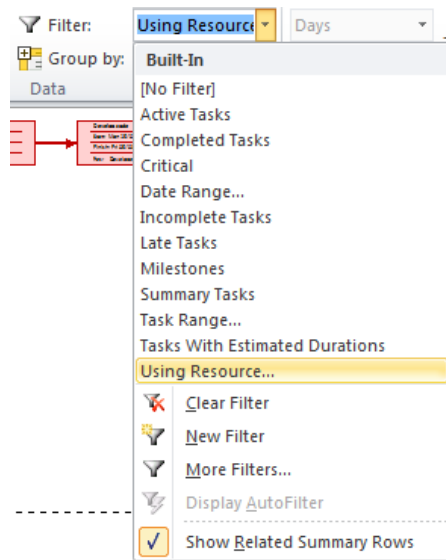 Filter: Using Resource Days
Group by: Built-In
Data [No Filter]
Active Tasks
Completed Tasks
Critical
Date Range...
Incomplete Tasks
Late Tasks
Milestones
Summary Tasks
Task Range...
Tasks With Estimated Durations
Using Resource...
Clear Filter
New Filter
More Filters...
Display AutoFilter
Show Related Summary Rows